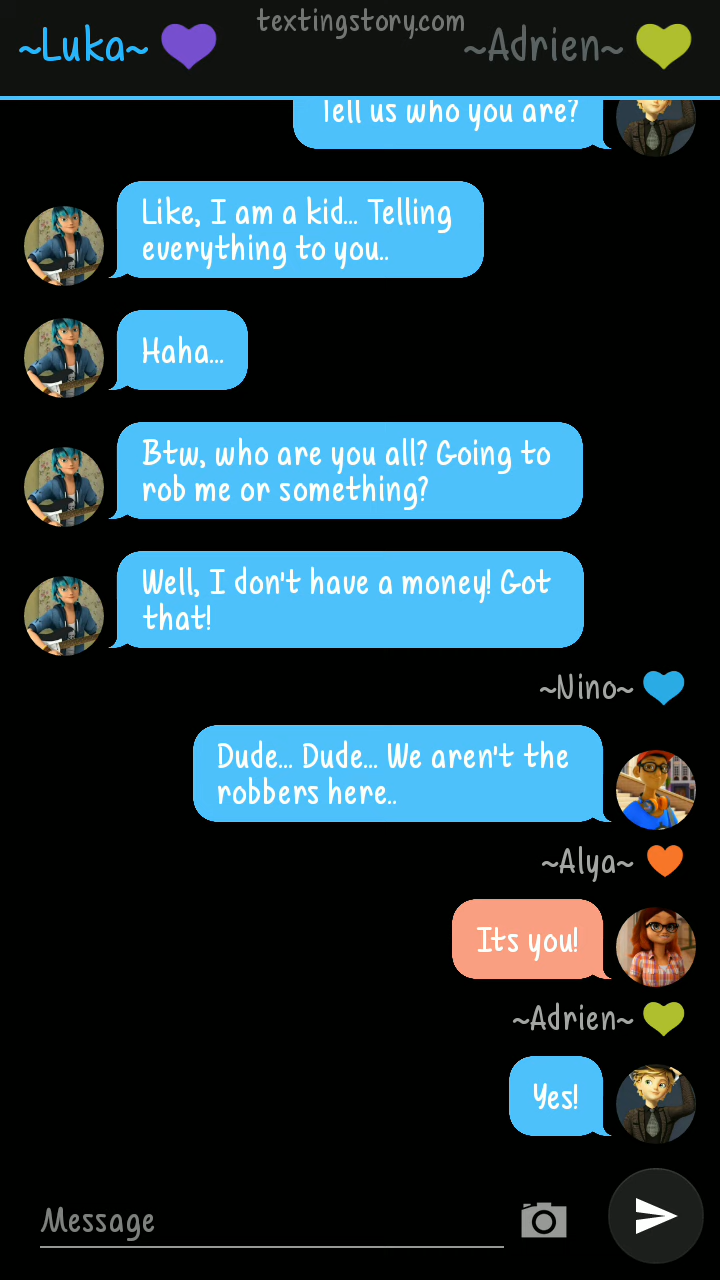 textingstory.com
~Luka~
~Adrien~
Tell us who you are?
Like, I am a kid... Telling
everything to you..
Haha...
Btw, who are you all? Going to
rob me or something?
Well, I don't have a money! Got
that!
~Nino~
Dude... Dude... We aren't the
robbers here..
~Alya~
Its you!
~Adrien~
Yes!
Message